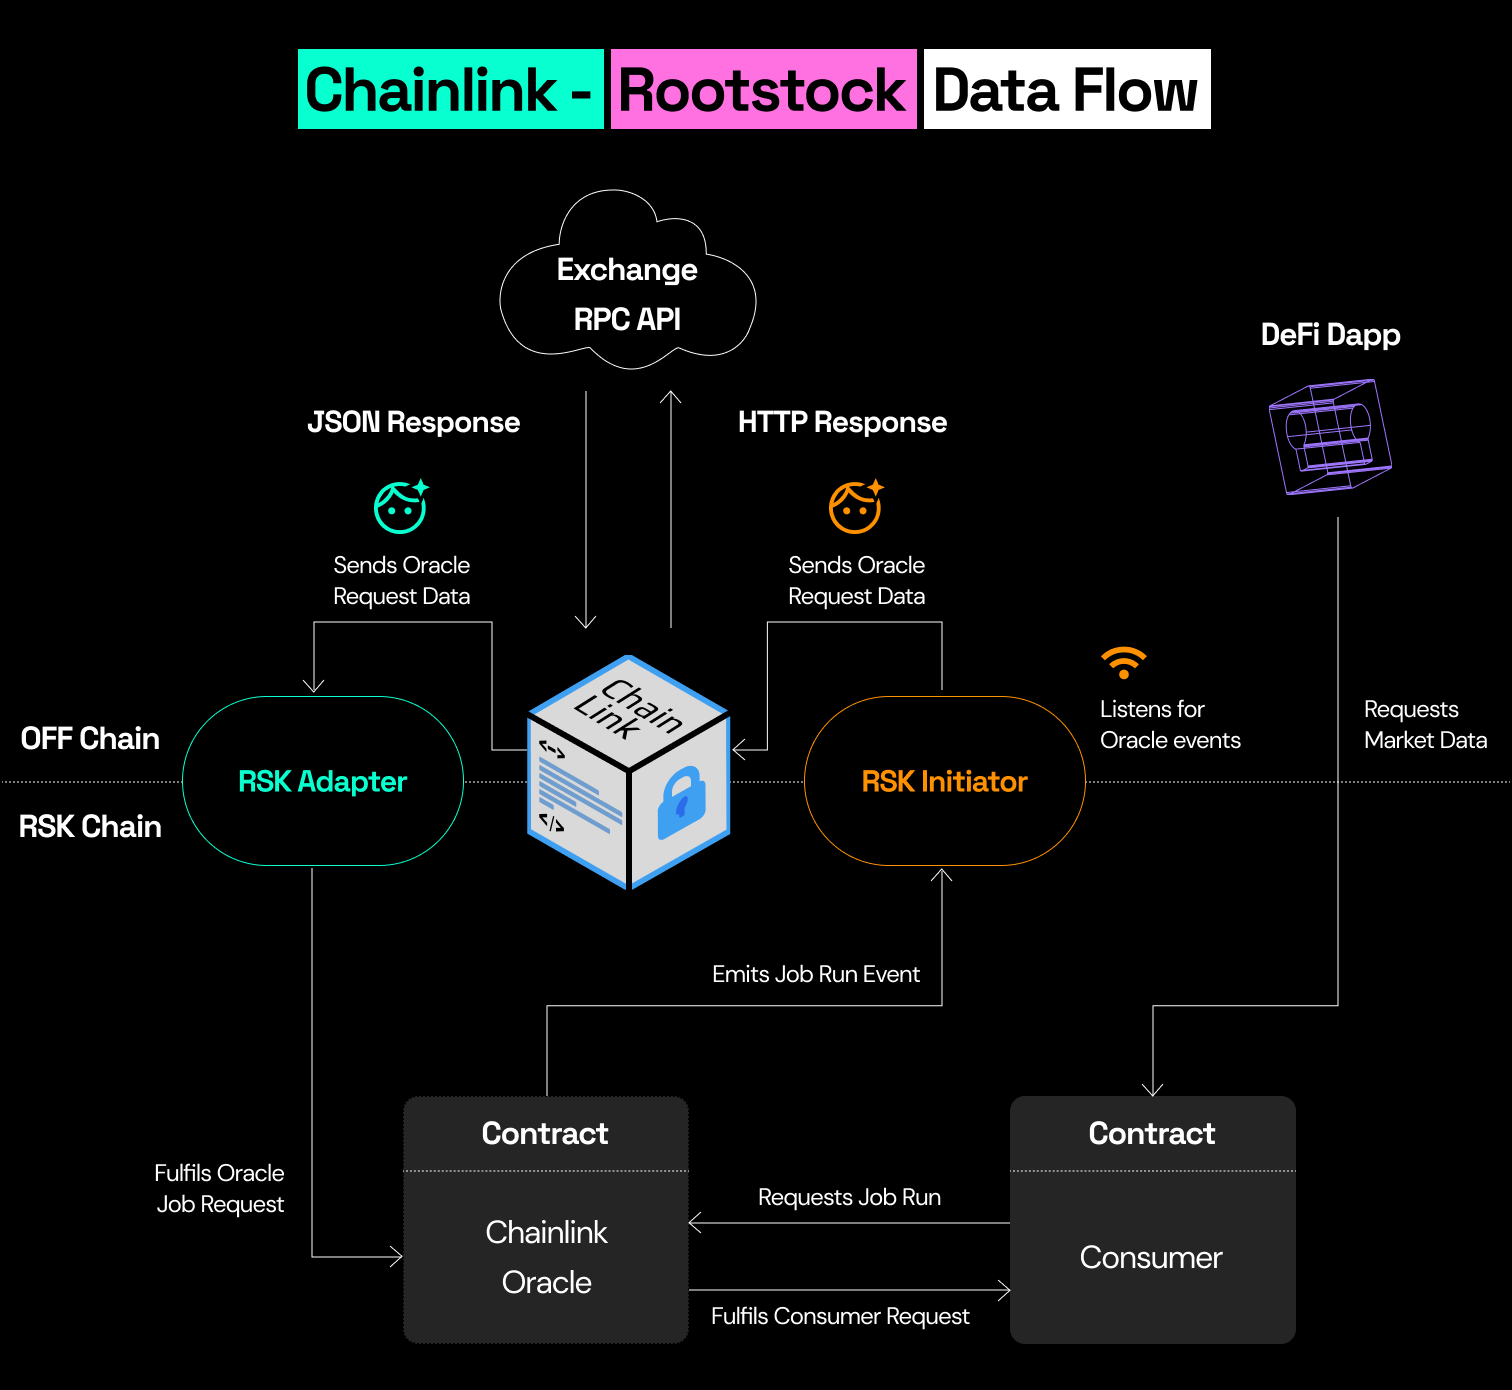 Chainlink - Rootstock Data Flow
Exchange
RPC API
DeFi Dapp
JSON Response
HTTP Response
Sends Oracle
Request Data
Sends Oracle
Request Data
Chain
Link
<->
</>
Listens for
Oracle events
Requests
Market Data
OFF Chain
RSK Chain
RSK Adapter
RSK Initiator
Emits Job Run Event
Fulfils Oracle
Job Request
Contract
Chainlink
Oracle
Requests Job Run
Fulfils Consumer Request
Contract
Consumer